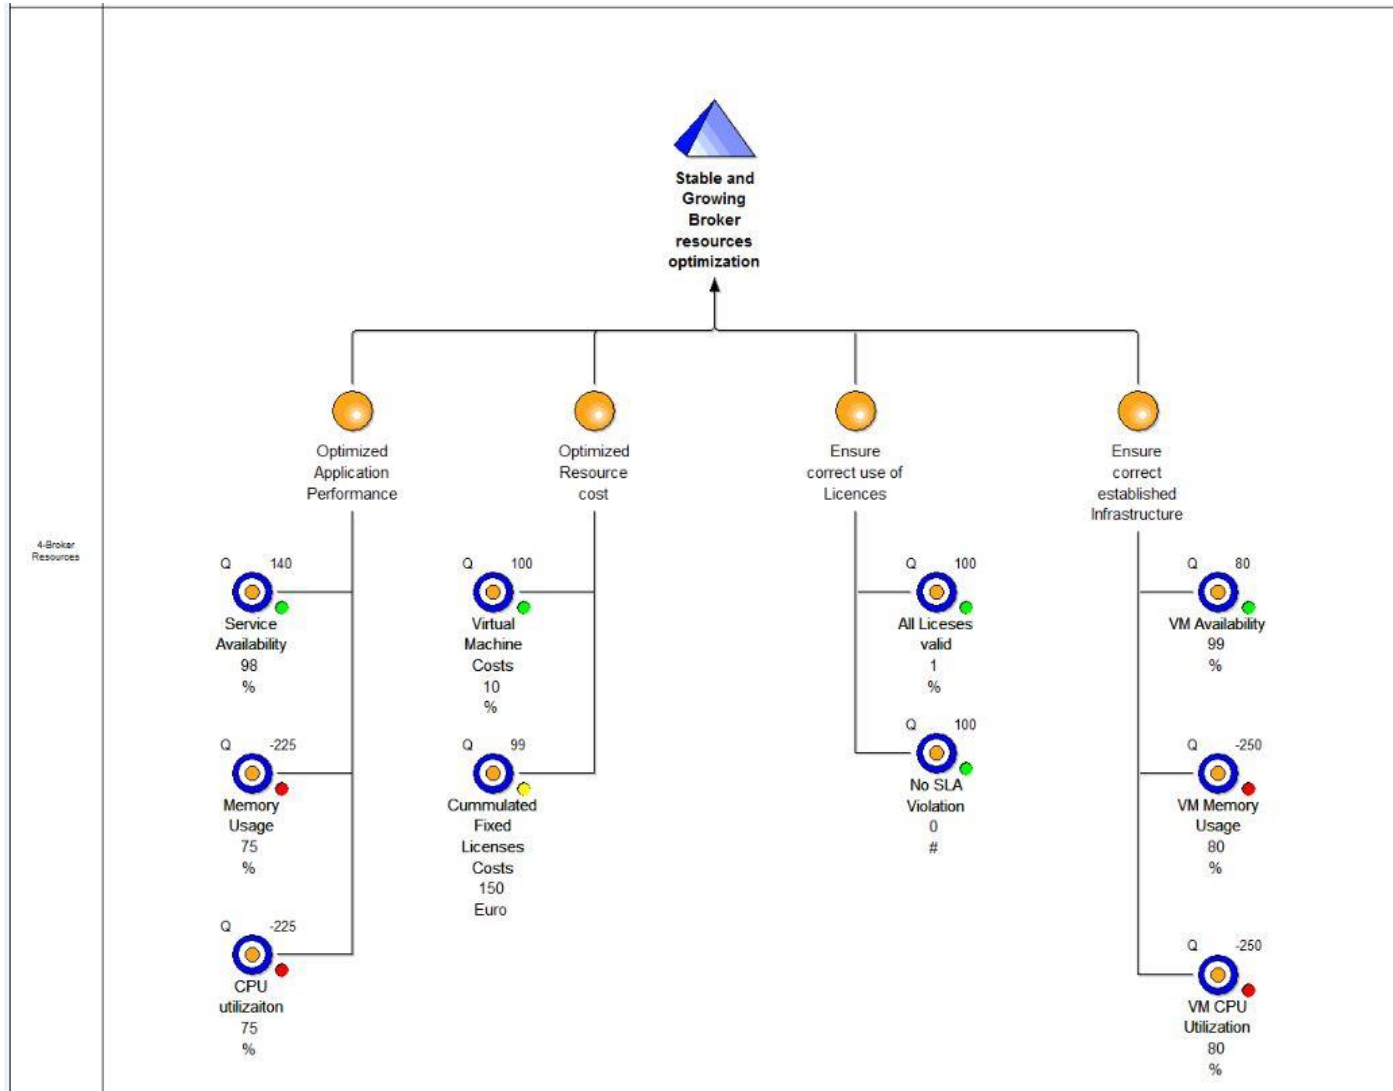 Stable and
Growing
Broker
resources
optimization
Optimized
Application
Performance
Optimized
Resource
cost
Ensure
correct use of
Licences
Ensure
correct
established
Infrastructure
4-Broker
Resources
Q 140
Service
Availability
98
%
Q -225
Memory
Usage
75
%
Q -225
CPU
utilizaiton
75
%
Q 100
Virtual
Machine
Costs
10
%
Q 99
Cummulated
Fixed
Licenses
Costs
150
Euro
Q 100
All Liceses
valid
1
%
Q 100
No SLA
Violation
0
#
Q 80
VM Availability
99
%
Q -250
VM Memory
Usage
80
%
Q -250
VM CPU
Utilization
80
%